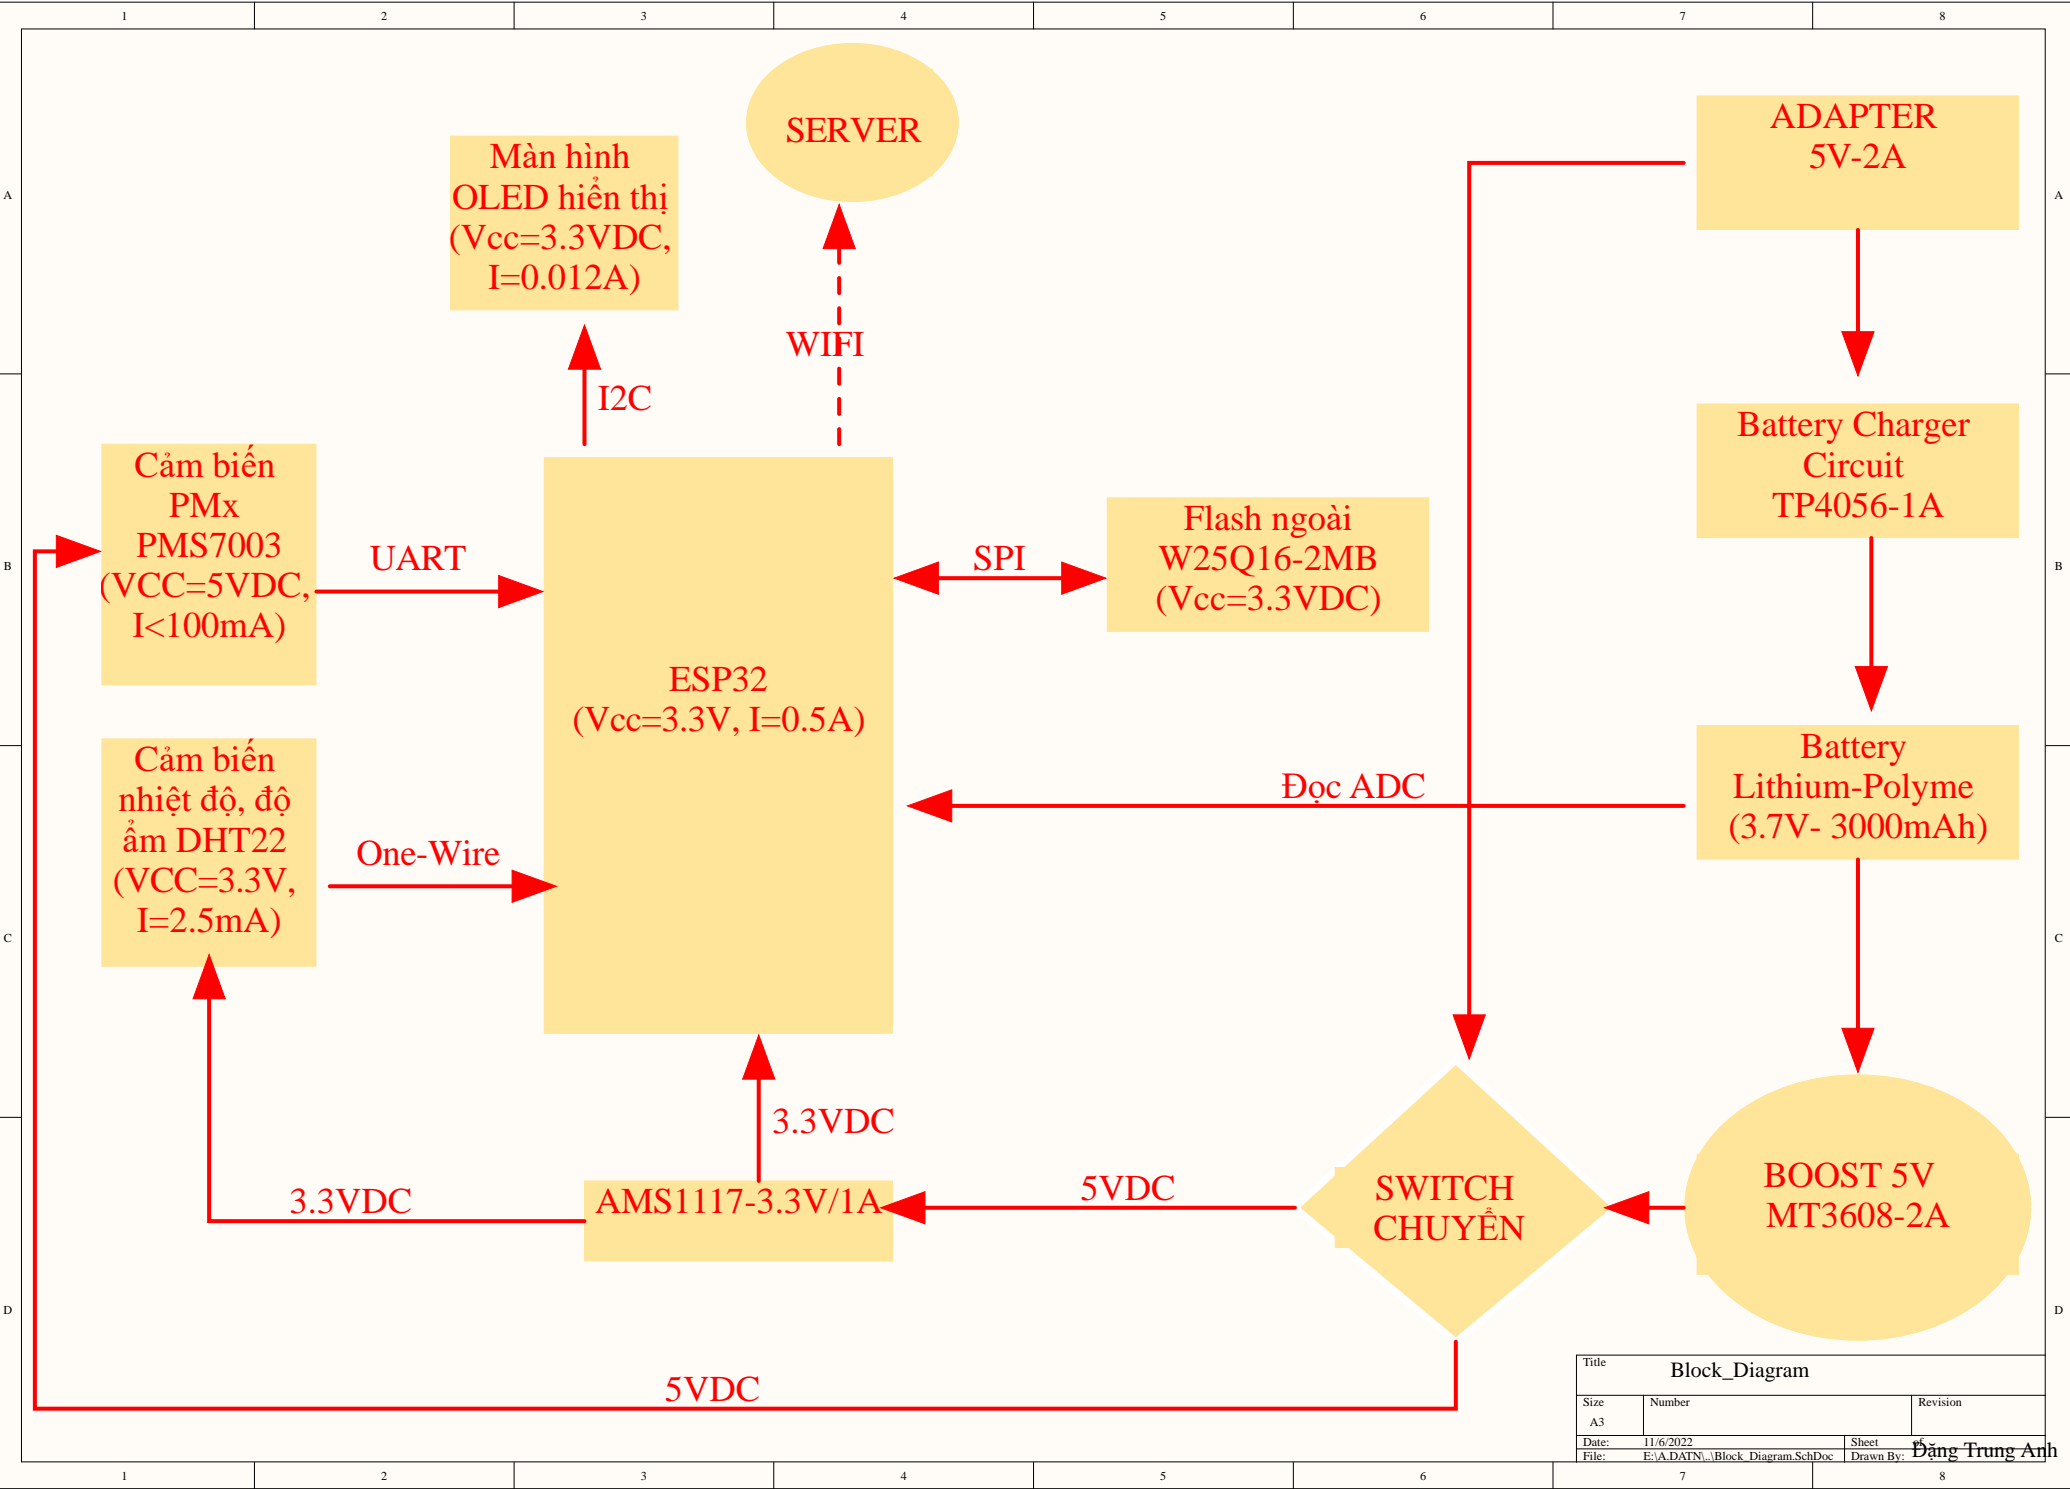 1 2 3 4 5 6 7 8
A
A
B
B
C
C
D
D
SERVER
Màn hình
OLED hiển thị
(Vcc=3.3VDC,
I=0.012A)
ADAPTER
5V-2A
WIFI
I2C
Battery Charger
Circuit
TP4056-1A
Cảm biến
PMx
PMS7003
(VCC=5VDC,
I<100mA)
UART
SPI
Flash ngoài
W25Q16-2MB
(Vcc=3.3VDC)
ESP32
(Vcc=3.3V, I=0.5A)
Cảm biến
nhiệt độ, độ
ẩm DHT22
(VCC=3.3V,
I=2.5mA)
One-Wire
Đọc ADC
Battery
Lithium-Polyme
(3.7V- 3000mAh)
3.3VDC
3.3VDC
AMS1117-3.3V/1A
5VDC
SWITCH
CHUYỂN
BOOST 5V
MT3608-2A
5VDC
Title
Block_Diagram
Size
A3
Number
Revision
Date: 11/6/2022
Sheet of
File: E:\A.DATN\..\Block_Diagram.SchDoc
Drawn By: Đặng Trung Anh
1 2 3 4 5 6 7 8